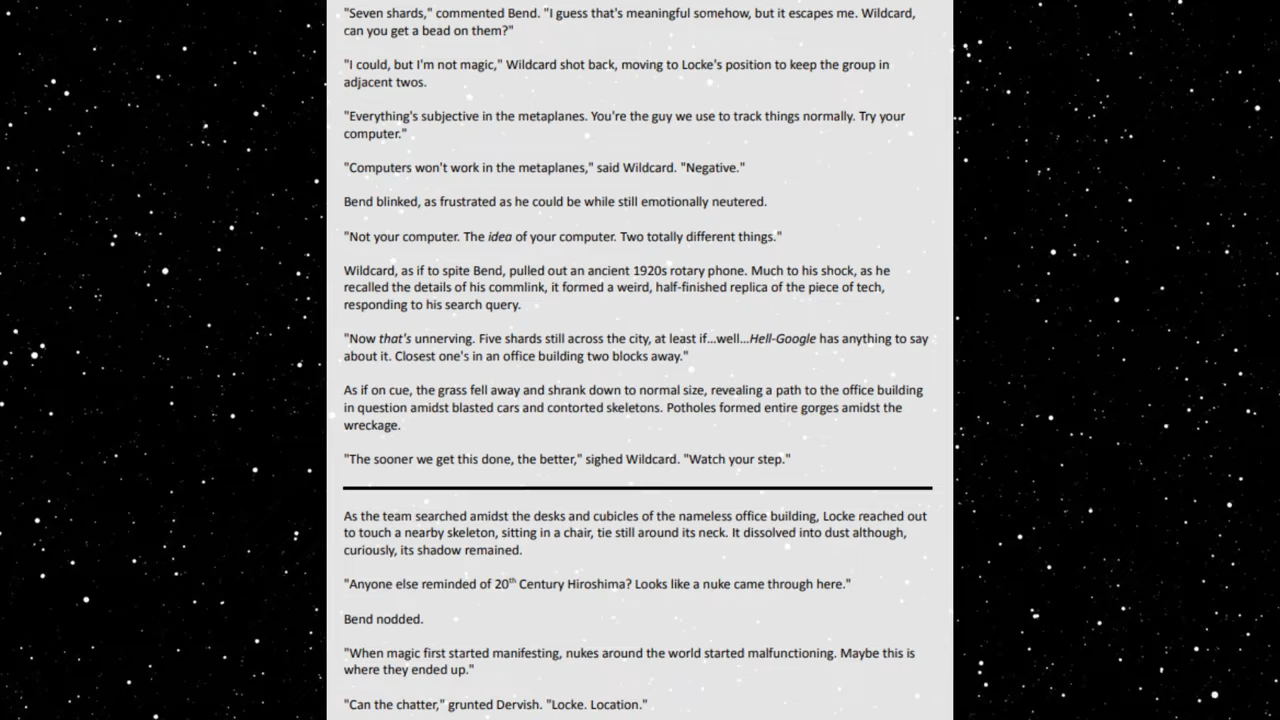 "Seven shards," commented Bend. "I guess that's meaningful somehow, but it escapes me. Wildcard,
can you get a bead on them?"
"I could, but I'm not magic," Wildcard shot back, moving to Locke's position to keep the group in
adjacent twos.
"Everything's subjective in the metaplanes. You're the guy we use to track things normally. Try your
computer."
"Computers won't work in the metaplanes," said Wildcard. "Negative."
Bend blinked, as frustrated as he could be while still emotionally neutered.
"Not your computer. The idea of your computer. Two totally different things."
Wildcard, as if to spite Bend, pulled out an ancient 1920s rotary phone. Much to his shock, as he
recalled the details of his commlink, it formed a weird, half-finished replica of the piece of tech,
responding to his search query.
"Now that's unnerving. Five shards still across the city, at least if…well…Hell-Google has anything to say
about it. Closest one's in an office building two blocks away."
As if on cue, the grass fell away and shrank down to normal size, revealing a path to the office building
in question amidst blasted cars and contorted skeletons. Potholes formed entire gorges amidst the
wreckage.
"The sooner we get this done, the better," sighed Wildcard. "Watch your step."
As the team searched amidst the desks and cubicles of the nameless office building, Locke reached out
to touch a nearby skeleton, sitting in a chair, tie still around its neck. It dissolved into dust although,
curiously, its shadow remained.
"Anyone else reminded of 20th Century Hiroshima? Looks like a nuke came through here."
Bend nodded.
"When magic first started manifesting, nukes around the world started malfunctioning. Maybe this is
where they ended up."
"Can the chatter," grunted Dervish. "Locke. Location."